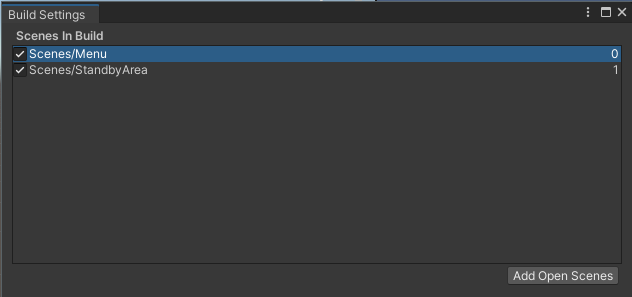 Build Settings
Scenes In Build
Scenes/Menu 0
Scenes/StandbyArea 1
Add Open Scenes